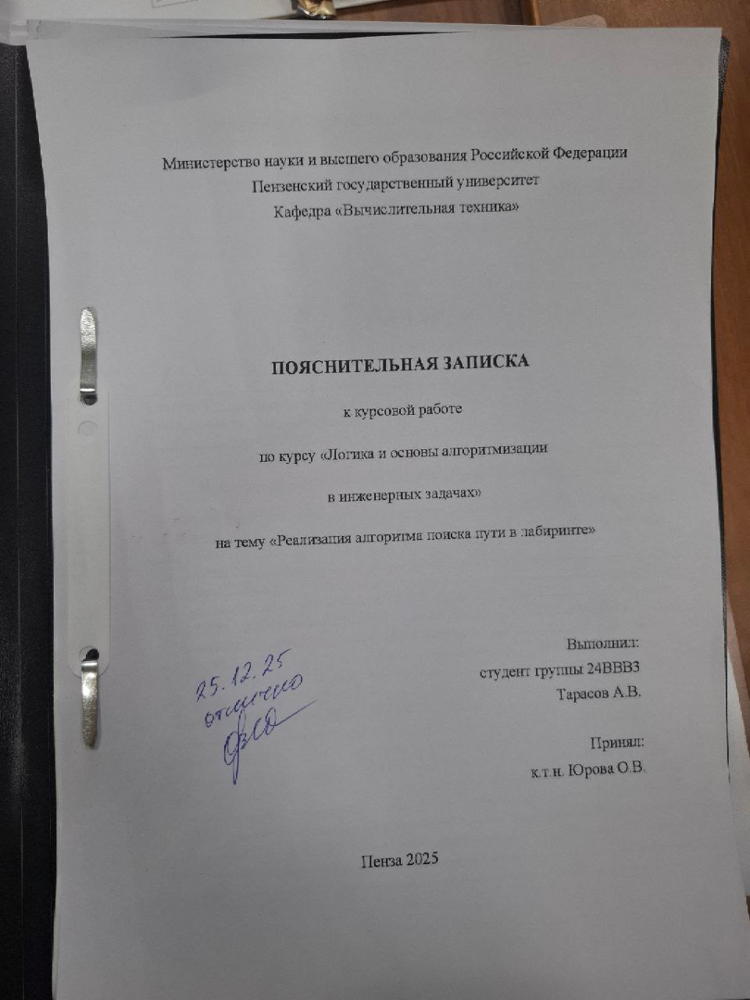 Министерство науки и высшего образования Российской Федерации
Пензенский государственный университет
Кафедра «Вычислительная техника»
ПОЯСНИТЕЛЬНАЯ ЗАПИСКА
к курсовой работе
по курсу «Логика и основы алгоритмизации
в инженерных задачах»
на тему «Реализация алгоритма поиска пути в лабиринте»
Выполнил:
студент группы 24ВВВ3
Тарасов А.В.
25.12.25
отлично
Принял:
к.т.н. Юрова О.В.
Пенза 2025